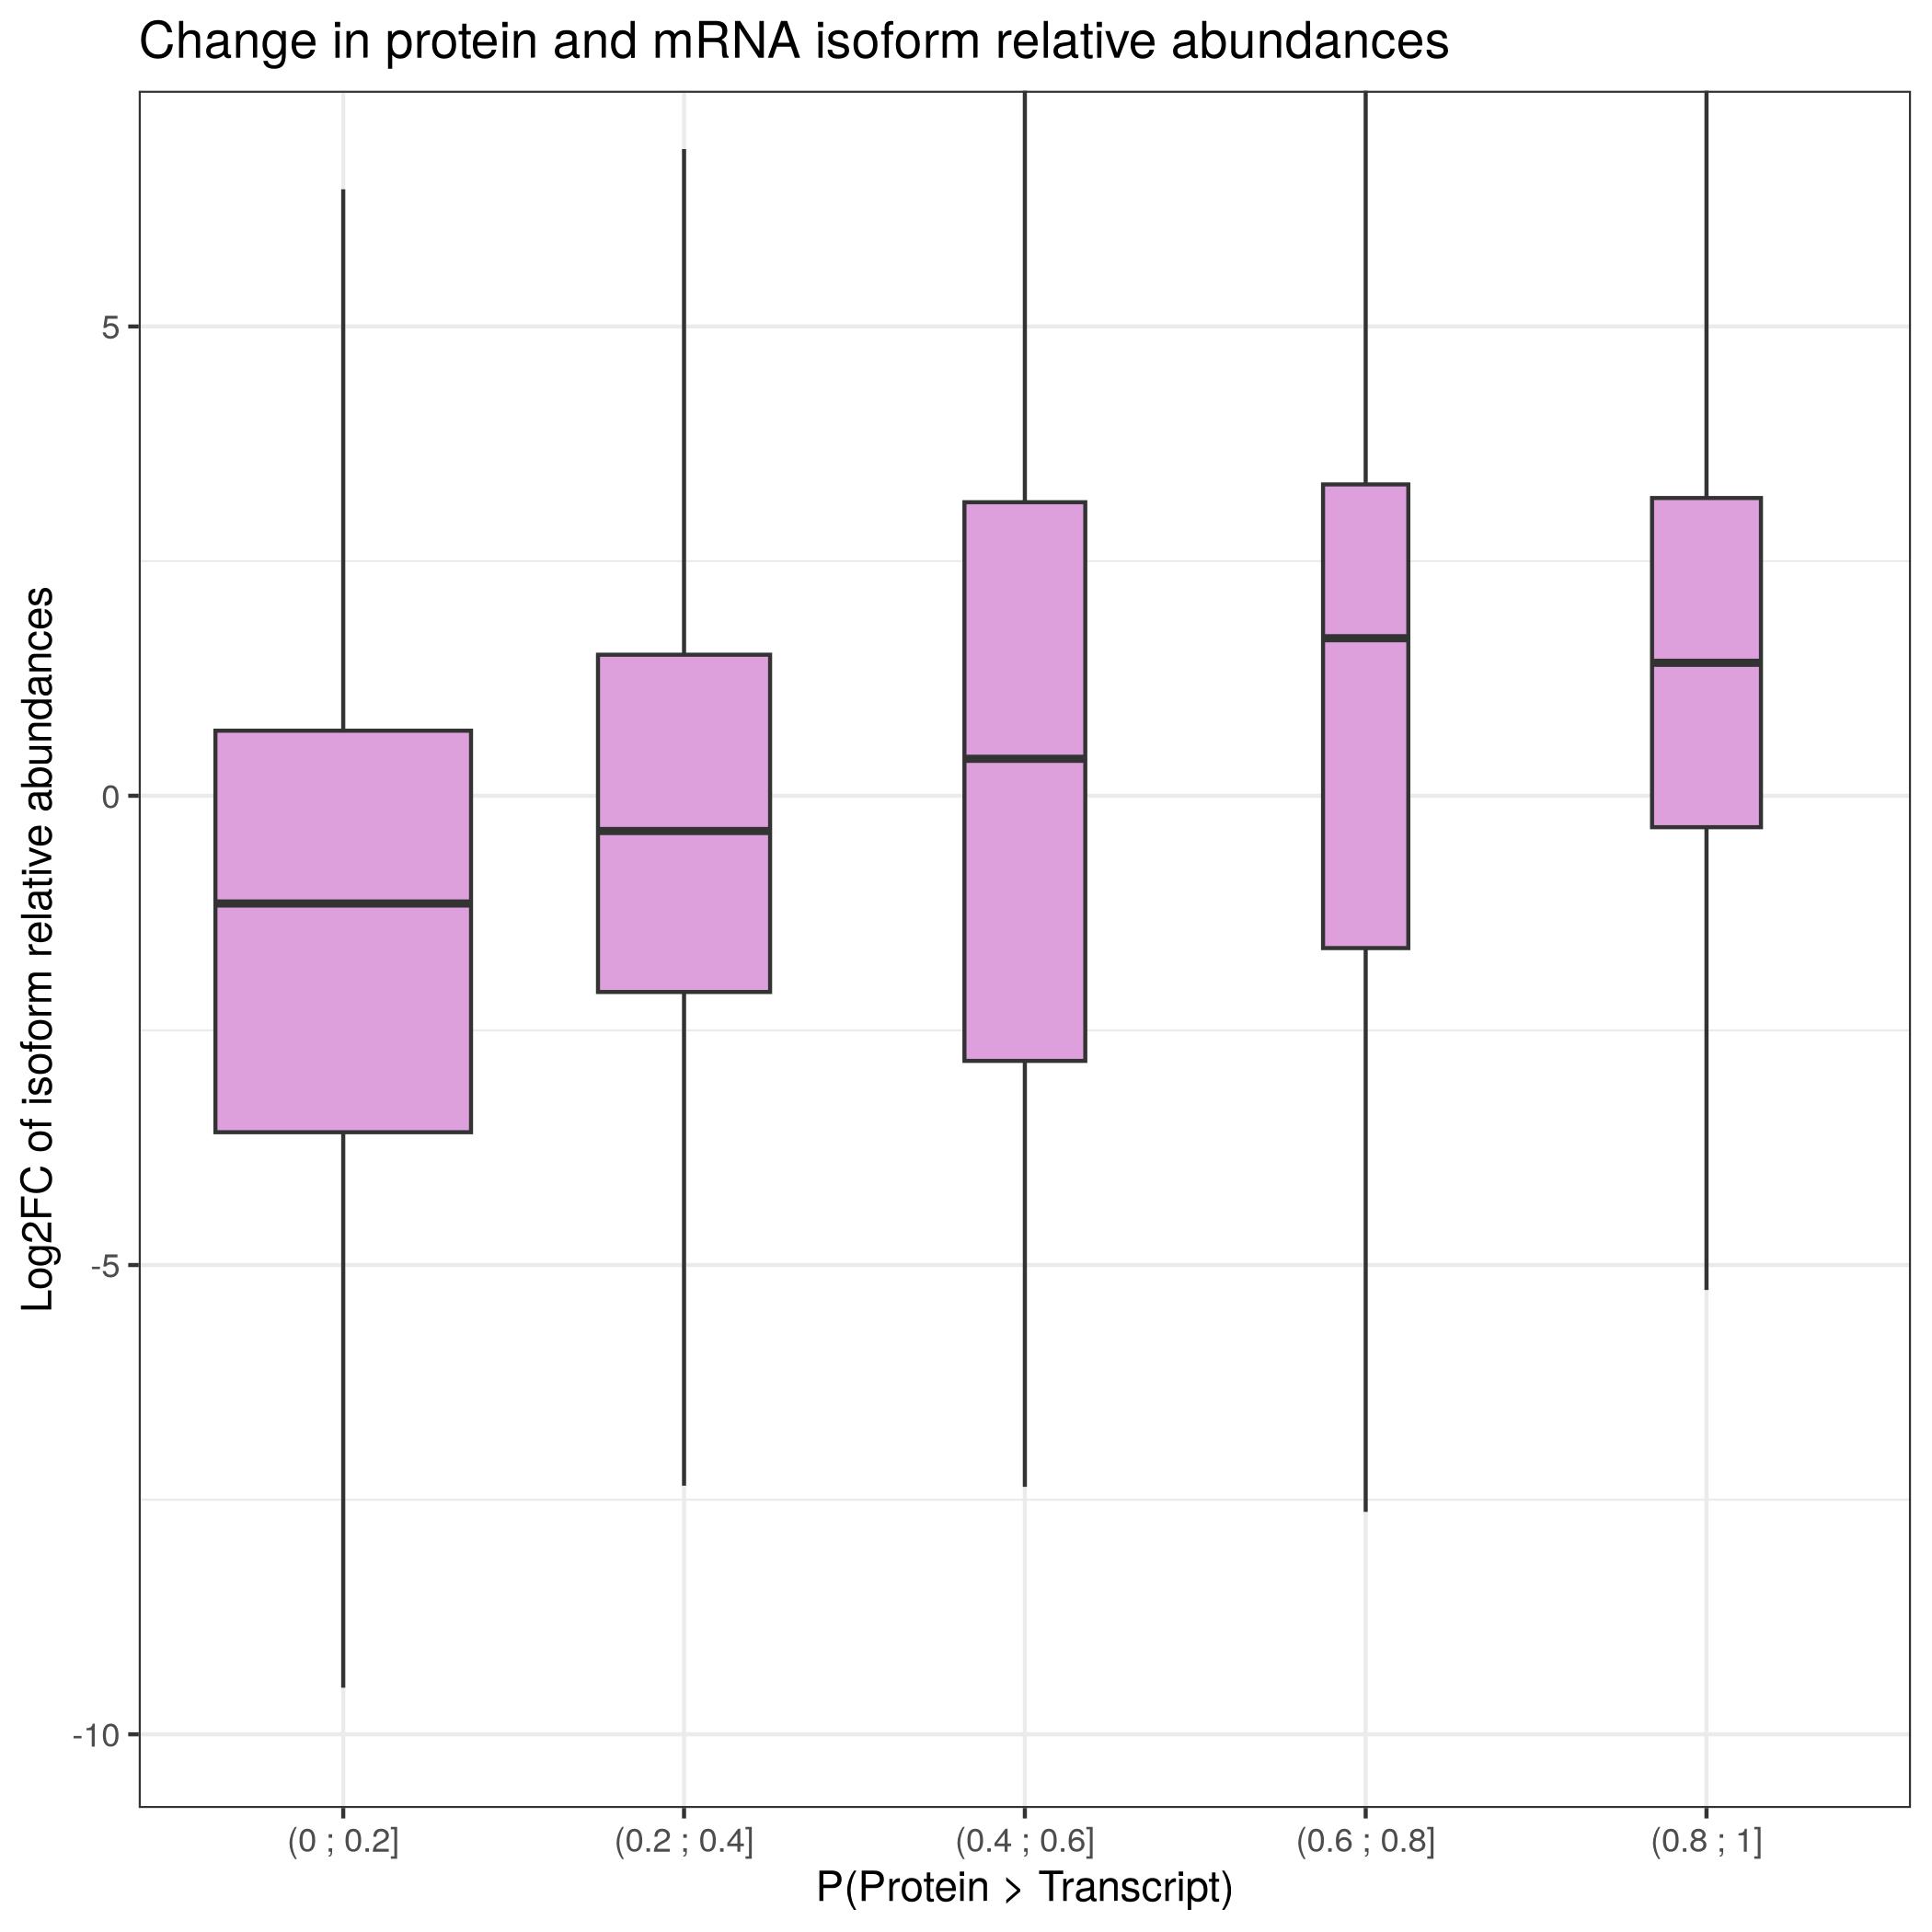 Change in protein and mRNA isoform relative abundances
Log2FC of isoform relative abundances
5
0
-5
-10
(0 ; 0.2]
(0.2 ; 0.4]
(0.4 ; 0.6]
(0.6 ; 0.8]
(0.8 ; 1]
P(Protein > Transcript)